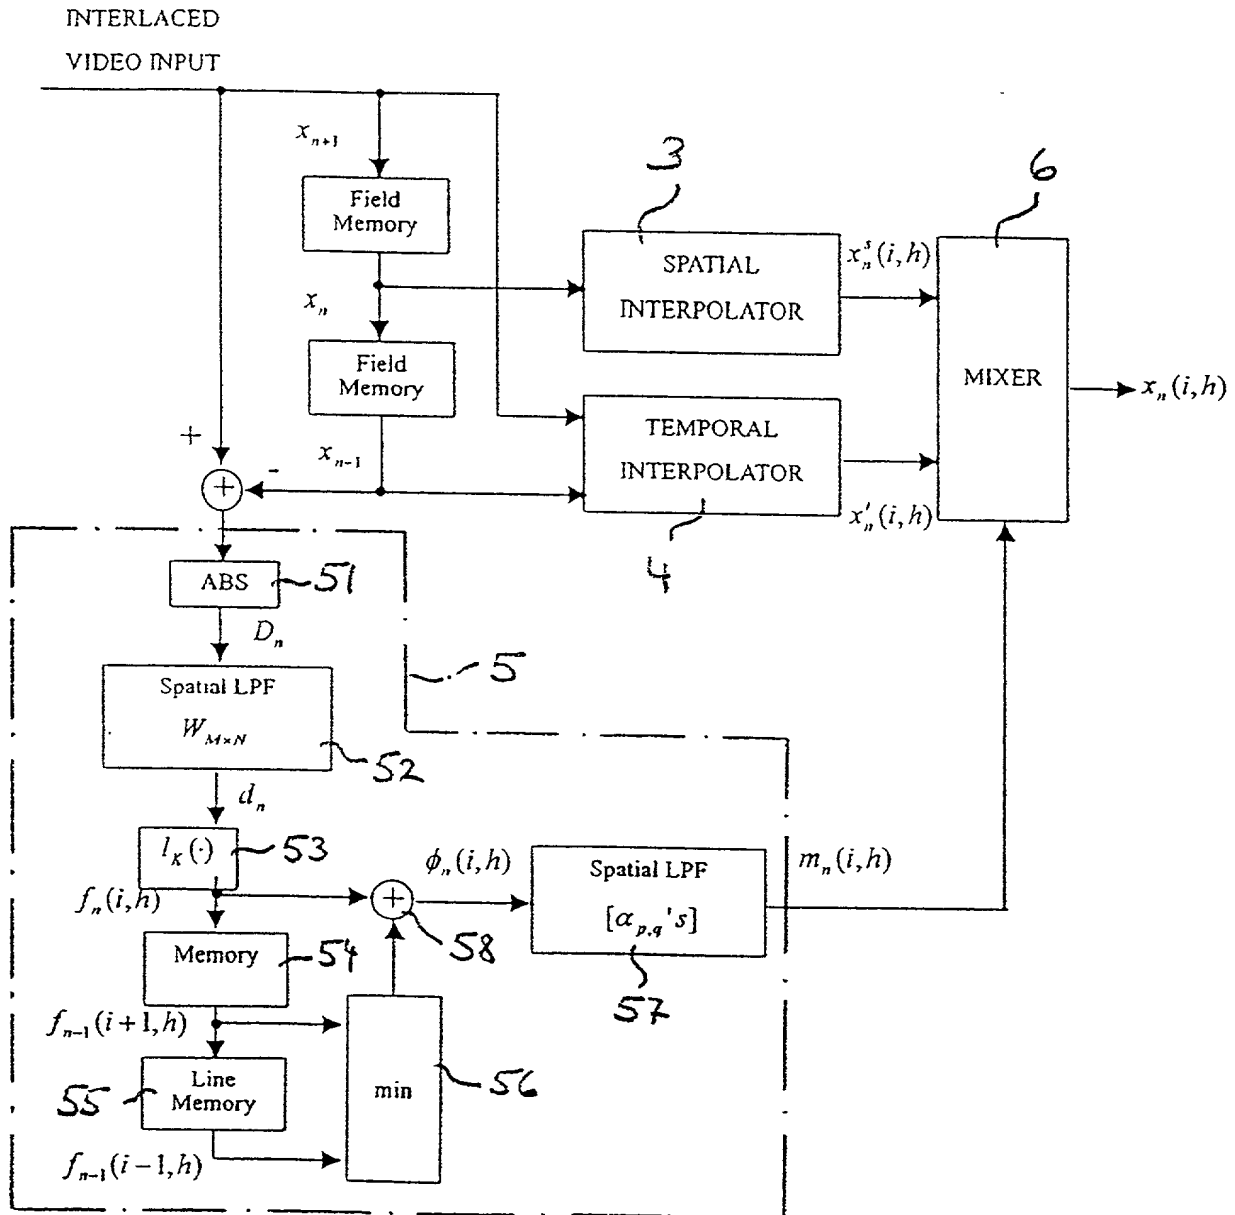 INTERLACED
VIDEO INPUT
x_{n+1}
Field
Memory
x_n
Field
Memory
x_{n-1}
+
-
+
3
SPATIAL
INTERPOLATOR
x_n^s(i,h)
6
MIXER
x_n(i,h)
TEMPORAL
INTERPOLATOR
x_n'(i,h)
4
ABS
51
D_n
5
Spatial LPF
W_{M×N}
52
d_n
l_K(·)
53
f_n(i,h)
+
58
ϕ_n(i,h)
Spatial LPF
[α_{p,q}'s]
57
m_n(i,h)
Memory
54
f_{n-1}(i+1,h)
Line
Memory
55
min
56
f_{n-1}(i-1,h)